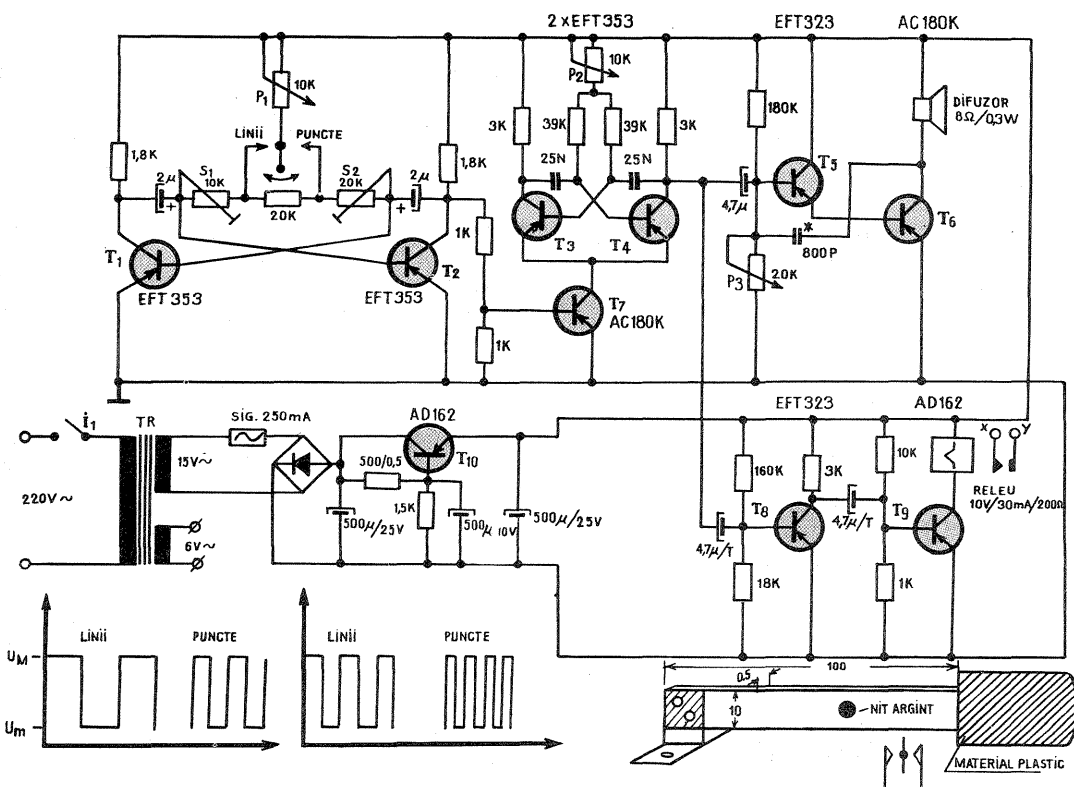 2xEFT353
EFT323
AC180K
10K
P1
LINII
PUNCTE
1,8K
2µ
+
S1
10K
20K
S2
20K
+
2µ
1,8K
T1
EFT353
T2
EFT353
1K
1K
3K
39K
P2
10K
39K
3K
25N
25N
T3
T4
T7
AC180K
180K
4,7µ
T5
*
800P
P3
20K
T6
DIFUZOR
8Ω/0,3W
I1
TR
220V~
15V~
6V~
SIG. 250mA
AD162
T10
500/0,5
500µ/25V
1,5K
500µ
10V
500µ/25V
EFT323
AD162
160K
3K
T8
4,7µ/T
18K
4,7µ/T
10K
T9
1K
X
Y
RELEU
10V/30mA/200Ω
LINII
PUNCTE
UM
Um
LINII
PUNCTE
100
0,5
10
NIT ARGINT
MATERIAL PLASTIC